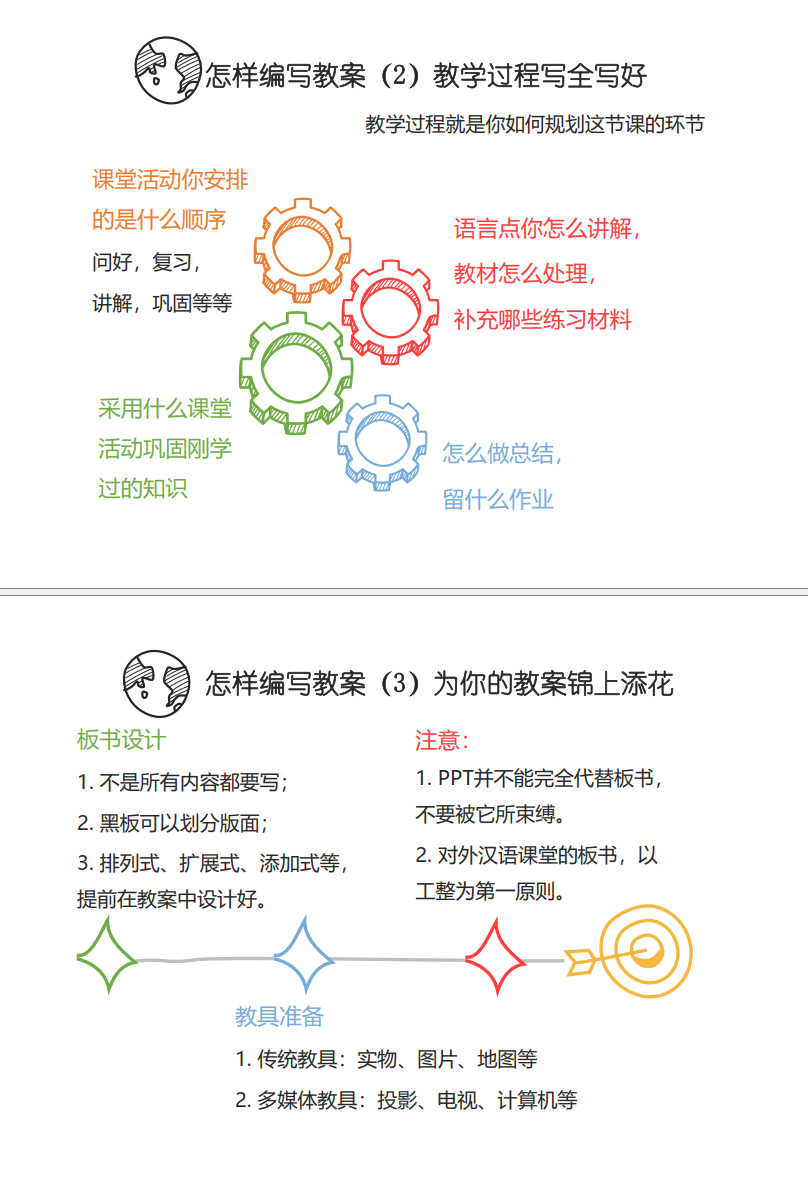 怎样编写教案（2）教学过程写全写好
教学过程就是你如何规划这节课的环节
课堂活动你安排
的是什么顺序
问好，复习，
讲解，巩固等等
语言点你怎么讲解，
教材怎么处理，
补充哪些练习材料
采用什么课堂
活动巩固刚学
过的知识
怎么做总结，
留什么作业
怎样编写教案（3）为你的教案锦上添花
板书设计
1. 不是所有内容都要写；
2. 黑板可以划分版面；
3. 排列式、扩展式、添加式等，
提前在教案中设计好。
注意：
1. PPT并不能完全代替板书，
不要被它所束缚。
2. 对外汉语课堂的板书，以
工整为第一原则。
教具准备
1. 传统教具：实物、图片、地图等
2. 多媒体教具：投影、电视、计算机等